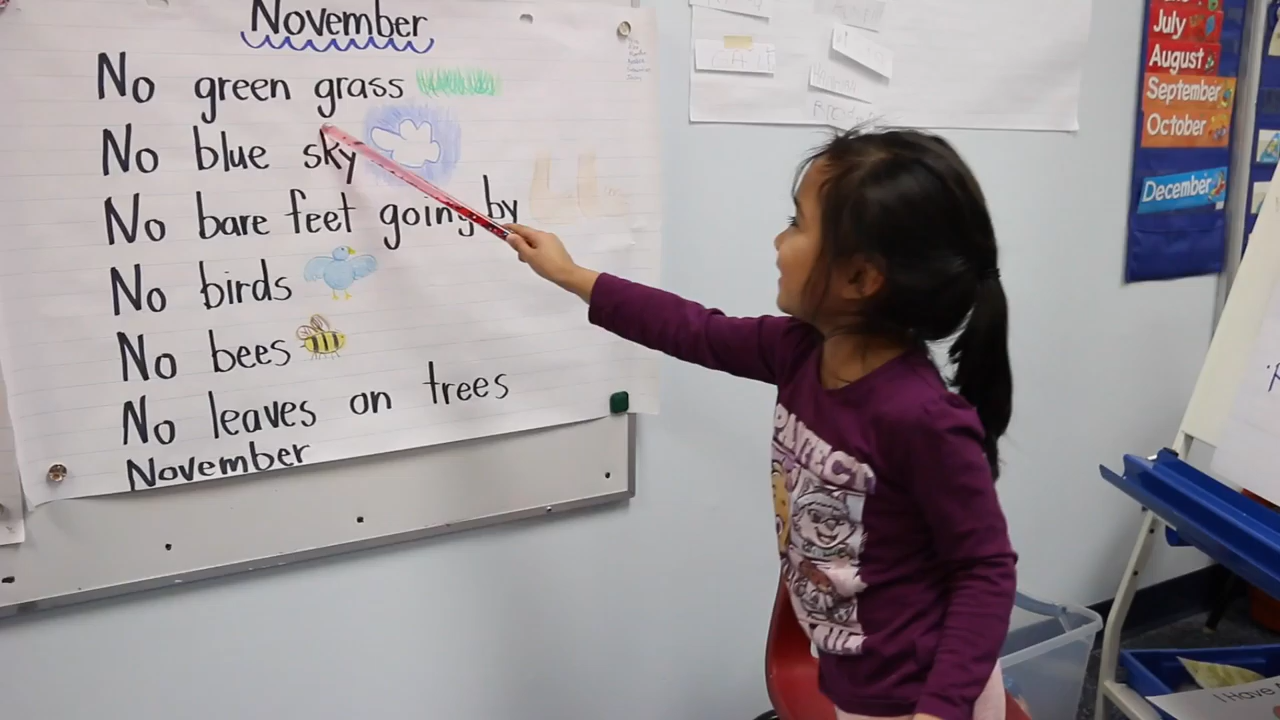 November
No green grass
No blue sky
No bare feet going by
No birds
No bees
No leaves on trees
November
July
August
September
October
December
I Have